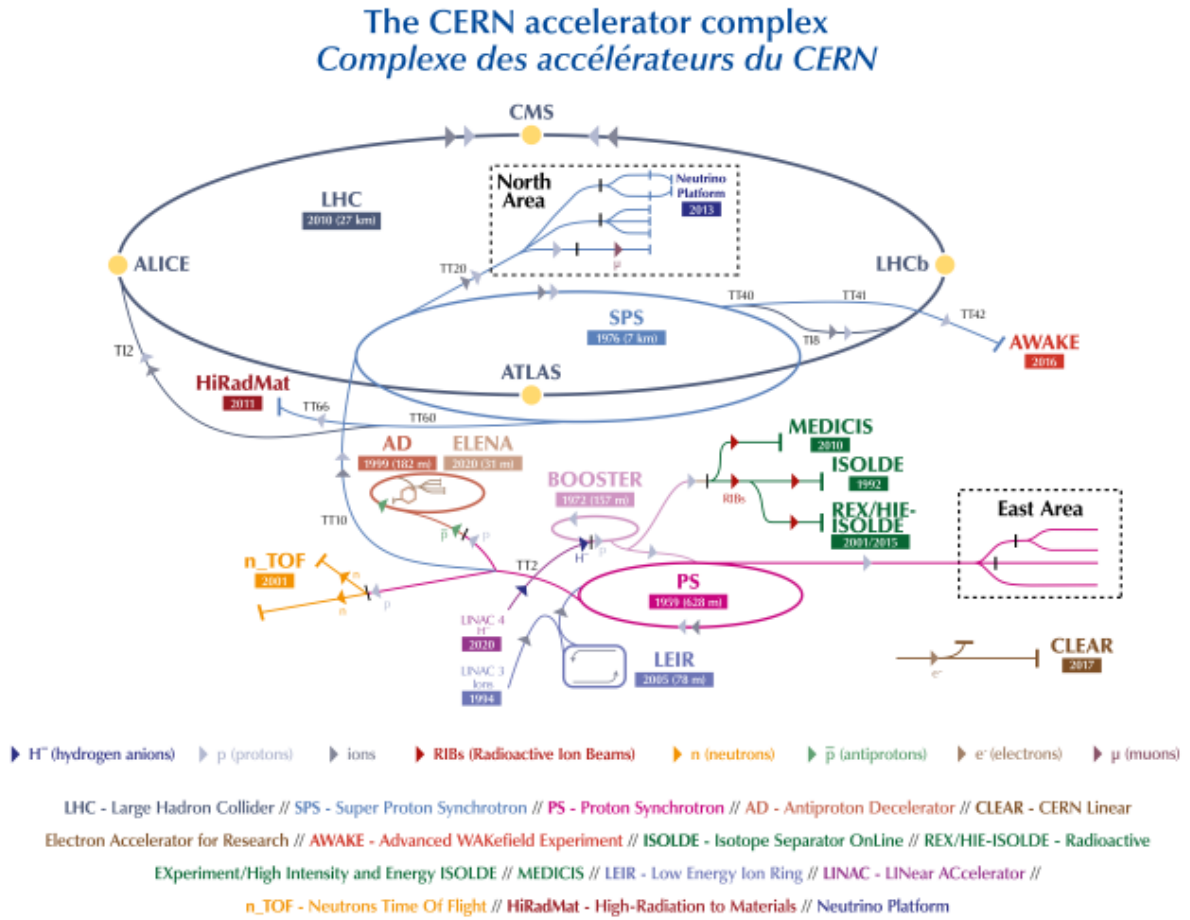 The CERN accelerator complex
Complexe des accélérateurs du CERN
CMS
North
Area
Neutrino
Platform
2013
LHC
2010 (27 km)
μ
ALICE
LHCb
TT20
TT40
TT41
TT42
SPS
1976 (7 km)
TI8
AWAKE
2016
TI2
ATLAS
HiRadMat
2011
TT66
TT60
AD
1999 (182 m)
ELENA
2020 (31 m)
MEDICIS
2010
BOOSTER
1972 (157 m)
ISOLDE
1992
RIBs
REX/HIE-
ISOLDE
2001/2015
East Area
TT10
p̄
p
H⁻
p
n_TOF
2001
n
n
p
TT2
PS
1959 (628 m)
LINAC 4
H⁻
2020
LINAC 3
Ions
1994
LEIR
2005 (78 m)
CLEAR
2017
e⁻
H⁻ (hydrogen anions)
p (protons)
ions
RIBs (Radioactive Ion Beams)
n (neutrons)
p̄ (antiprotons)
e⁻ (electrons)
μ (muons)
LHC - Large Hadron Collider // SPS - Super Proton Synchrotron // PS - Proton Synchrotron // AD - Antiproton Decelerator // CLEAR - CERN Linear
Electron Accelerator for Research // AWAKE - Advanced WAKefield Experiment // ISOLDE - Isotope Separator OnLine // REX/HIE-ISOLDE - Radioactive
EXperiment/High Intensity and Energy ISOLDE // MEDICIS // LEIR - Low Energy Ion Ring // LINAC - LINear ACcelerator //
n_TOF - Neutrons Time Of Flight // HiRadMat - High-Radiation to Materials // Neutrino Platform